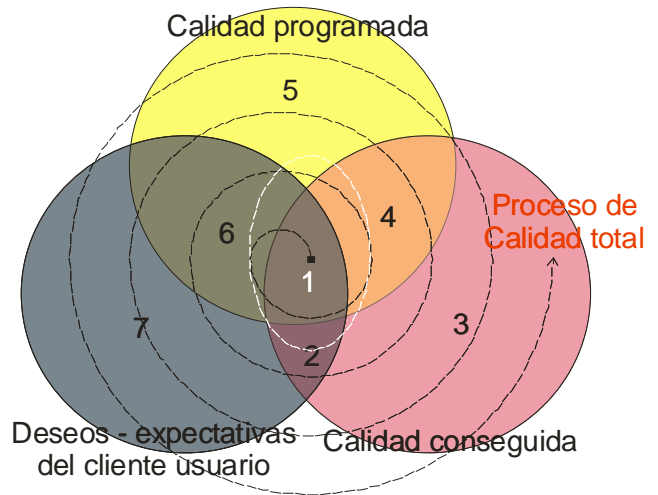 Calidad programada
5
6
4
Proceso de
Calidad total
1
7
2
3
Deseos - expectativas
del cliente usuario
Calidad conseguida